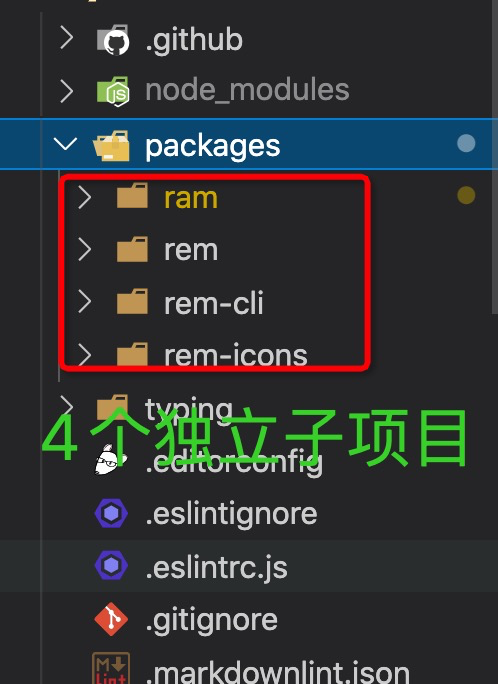 .github
node_modules
packages
ram
rem
rem-cli
rem-icons
typing
4个独立子项目
.editorconfig
.eslintignore
.eslintrc.js
.gitignore
.markdownlint.json